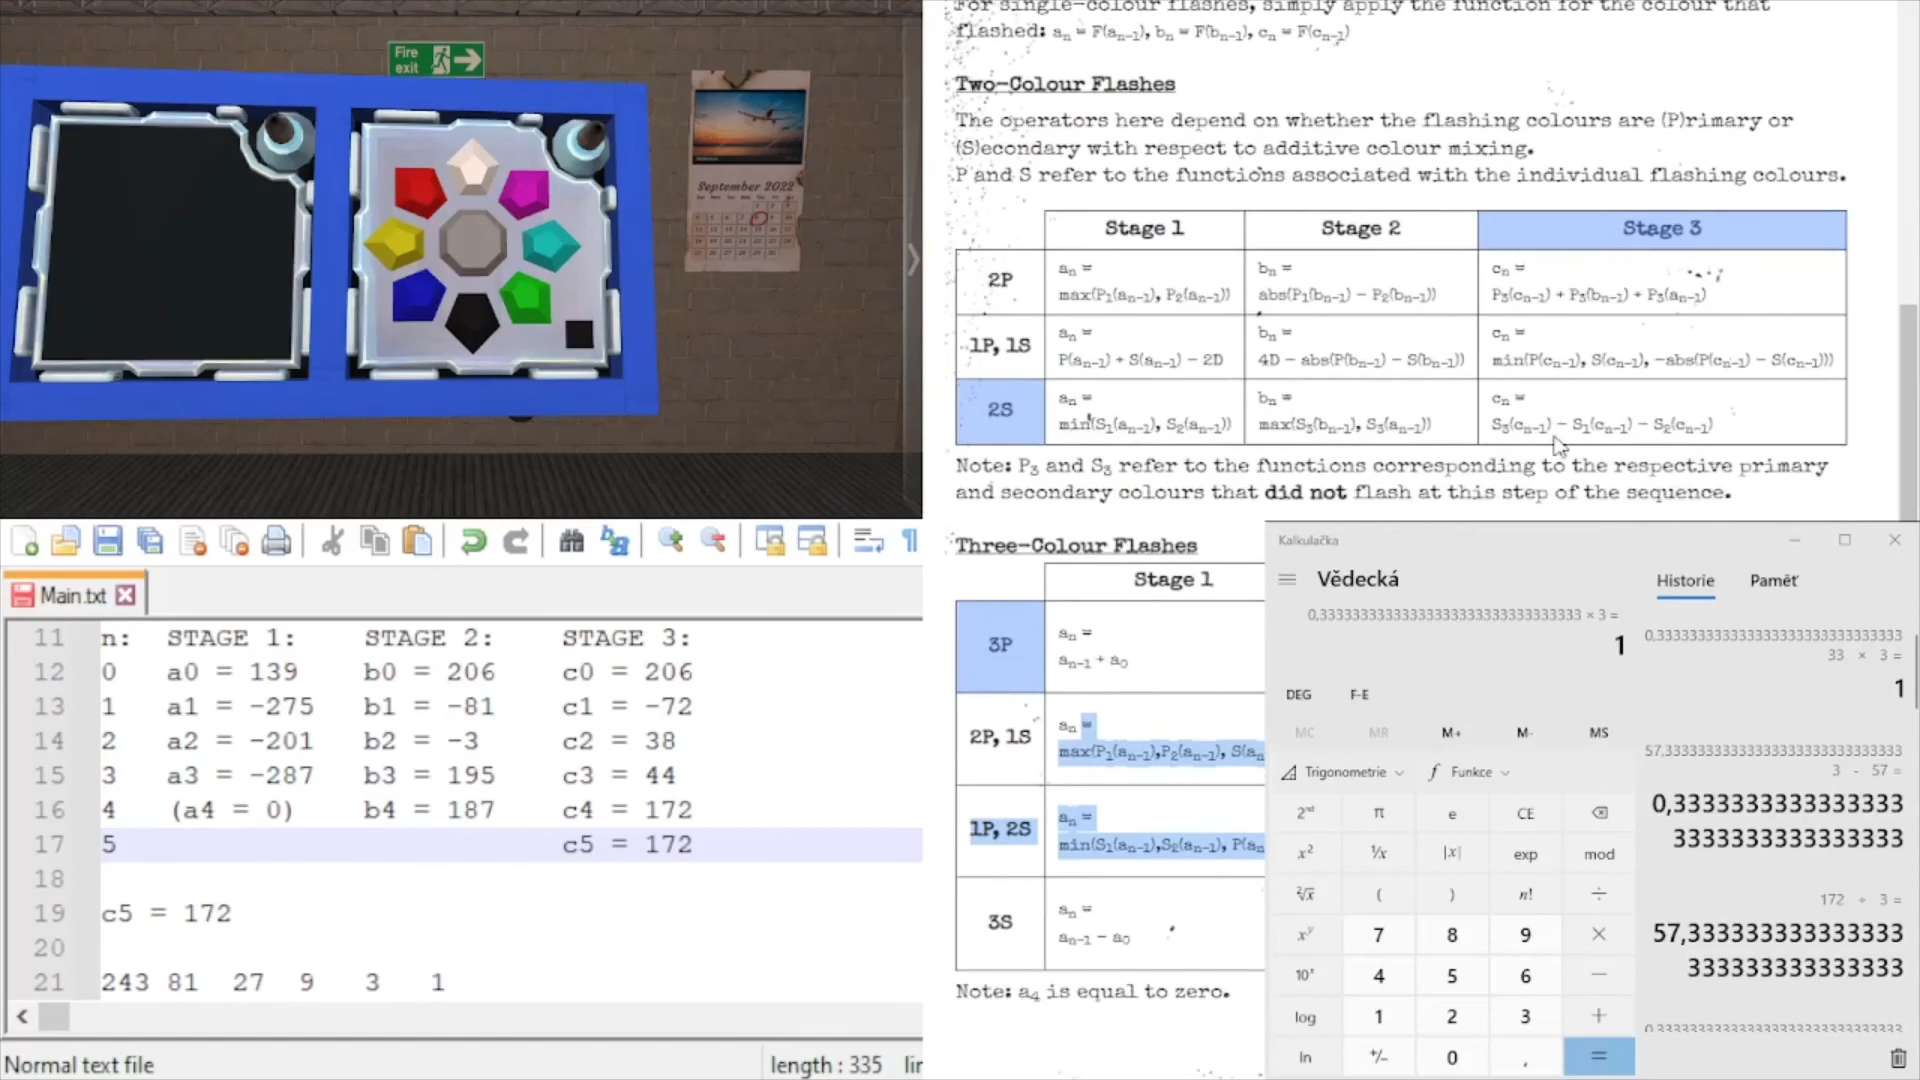 Fire
exit
September 2022
For single-colour flashes, simply apply the function for the colour that
flashed: aₙ = F(aₙ₋₁), bₙ = F(bₙ₋₁), cₙ = F(cₙ₋₁)
Two-Colour Flashes
The operators here depend on whether the flashing colours are (P)rimary or
(S)econdary with respect to additive colour mixing.
P and S refer to the functions associated with the individual flashing colours.
Stage 1 Stage 2 Stage 3
2P
aₙ =
max(P₁(aₙ₋₁), P₂(aₙ₋₁))
bₙ =
abs(P₁(bₙ₋₁) − P₂(bₙ₋₁))
cₙ =
P₃(cₙ₋₁) + P₃(bₙ₋₁) + P₃(aₙ₋₁)
1P, 1S
aₙ =
P(aₙ₋₁) + S(aₙ₋₁) − 2D
bₙ =
4D − abs(P(bₙ₋₁) − S(bₙ₋₁))
cₙ =
min(P(cₙ₋₁), S(cₙ₋₁), −abs(P(cₙ₋₁) − S(cₙ₋₁)))
2S
aₙ =
min(S₁(aₙ₋₁), S₂(aₙ₋₁))
bₙ =
max(S₃(bₙ₋₁), S₃(aₙ₋₁))
cₙ =
S₃(cₙ₋₁) − S₁(cₙ₋₁) − S₂(cₙ₋₁)
Note: P₃ and S₃ refer to the functions corresponding to the respective primary
and secondary colours that did not flash at this step of the sequence.
Three-Colour Flashes
Stage 1
3P
aₙ =
aₙ₋₁ + a₀
2P, 1S
aₙ =
max(P₁(aₙ₋₁),P₂(aₙ₋₁), S(aₙ
1P, 2S
aₙ =
min(S₁(aₙ₋₁),S₂(aₙ₋₁), P(aₙ
3S
aₙ =
aₙ₋₁ − a₀
Note: a₄ is equal to zero.
Main.txt
11 n: STAGE 1: STAGE 2: STAGE 3:
12 0 a0 = 139 b0 = 206 c0 = 206
13 1 a1 = -275 b1 = -81 c1 = -72
14 2 a2 = -201 b2 = -3 c2 = 38
15 3 a3 = -287 b3 = 195 c3 = 44
16 4 (a4 = 0) b4 = 187 c4 = 172
17 5 c5 = 172
18
19 c5 = 172
20
21 243 81 27 9 3 1
Normal text file length : 335 lin
Kalkulačka
Vědecká
Historie Paměť
0,33333333333333333333333333333333 × 3 =
1
DEG F-E
MC MR M+ M- MS
Trigonometrie Funkce
2ⁿᵈ π e CE
x² ¹/x |x| exp mod
²√x ( ) n! ÷
xʸ 7 8 9 ×
10ˣ 4 5 6 −
log 1 2 3 +
ln +/− 0 , =
0,333333333333333333333333333333
33 × 3 =
1
57,333333333333333333333333333
3 - 57 =
0,3333333333333333
33333333333333
172 ÷ 3 =
57,333333333333333
333333333333333